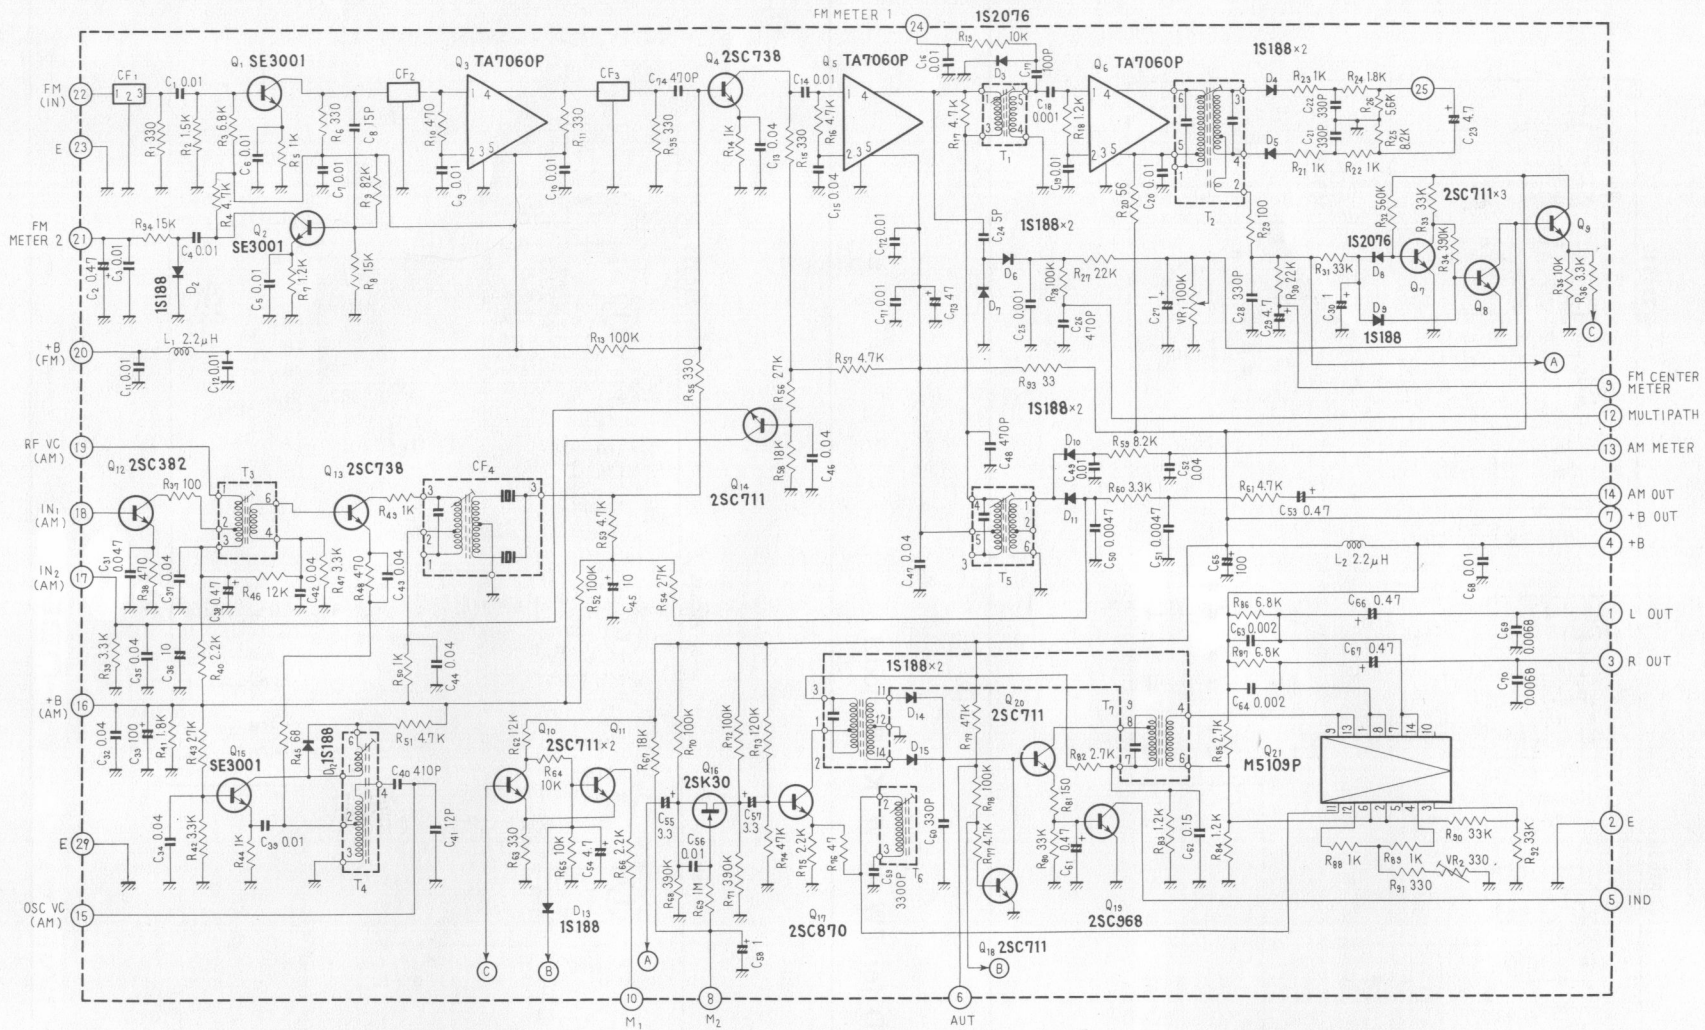 FM METER 1
24
1S2076
FM (IN)
22
CF1
1 2 3
C1 0.01
Q1 SE3001
R1 330
R2 1.5K
R3 6.8K
C6 0.01
R5 1K
R6 330
C8 15P
C7 0.01
R9 82K
CF2
Q3 TA7060P
R10 470
C9 0.01
R11 330
C10 0.01
CF3
R35 330
C74 470P
Q4 2SC738
R14 1K
C13 0.04
R15 330
C14 0.01
Q5 TA7060P
R16 4.7K
C15 0.04
R17 4.7K
C16 0.01
R19 10K
D3
C17 100P
T1
C18 0001
R18 1.2K
C19 0.01
Q6 TA7060P
R20 56
C20 0.01
T2
1S188×2
D4
R23 1K
R24 1.8K
25
C22 330P
R26 5.6K
C21 330P
R25 8.2K
C23 4.7
D5
R21 1K
R22 1K
E
23
FM METER 2
21
R94 15K
R4 4.7K
C4 0.01
Q2
SE3001
C2 0.47
C3 0.01
1S188
D2
C5 0.01
R7 1.2K
R8 15K
C72 0.01
C71 0.01
C73 47
C24 5P
1S188×2
D6
D7
C25 0.001
R28 100K
R27 22K
C26 470P
C27 1
VR1 100K
R29 100
C28 330P
C29 4.7
R30 22K
R31 33K
C30 1
1S2076
D8
D9
1S188
R32 560K
R33 33K
2SC711×3
Q7
R34 390K
Q8
Q9
R35 10K
R36 3.3K
C
A
+B (FM)
20
L1 2.2μH
C11 0.01
C12 0.01
R13 100K
R55 330
R56 27K
R57 4.7K
R93 33
9
FM CENTER METER
12
MULTIPATH
13
AM METER
14
AM OUT
7
+B OUT
4
+B
RF VC (AM)
19
Q12 2SC382
R37 100
T3
Q13 2SC738
R49 1K
CF4
Q14
2SC711
R58 18K
C46 0.04
C48 470P
1S188×2
D10
D11
C49 0.01
R59 8.2K
C52 0.04
R60 3.3K
R61 4.7K
C53 0.47
C50 0.0047
C51 0.0047
T5
C47 0.04
IN1 (AM)
18
IN2 (AM)
17
C31 0.047
R38 470
C37 0.04
C38 0.47
R46 12K
C42 0.04
R47 3.3K
R48 470
C43 0.04
R53 4.7K
R52 100K
C45 10
R54 27K
C65 100
L2 2.2μH
C68 0.01
R39 3.3K
C35 0.04
C36 10
R40 2.2K
R50 1K
C44 0.04
R86 6.8K
C66 0.47
C63 0.002
R87 6.8K
C67 0.47
C64 0.002
C69 0.0068
C70 0.0068
1
L OUT
3
R OUT
+B (AM)
16
C32 0.04
C33 100
R41 1.8K
R43 27K
R45 68
D12
1S188
R51 4.7K
Q15
SE3001
C34 0.04
R42 3.3K
R44 1K
C39 0.01
C40 410P
C41 12P
T4
R62 12K
Q10
2SC711×2
Q11
R64 10K
R63 330
R65 10K
C54 4.7
R66 2.2K
D13
1S188
R67 18K
R70 100K
R72 100K
R73 120K
Q16
2SK30
C55 3.3
C56 0.01
C57 3.3
R68 390K
R69 1M
R71 390K
R74 47K
R75 2.2K
R76 47
C58 1
Q17
2SC870
1S188×2
D14
D15
C59 3300P
T6
C60 330P
R79 47K
R78 100K
R77 4.7K
Q18 2SC711
Q20
2SC711
R81 150
R80 33K
C61 0.47
Q19
2SC968
T7
R82 2.7K
R83 1.2K
C62 0.15
R85 2.7K
R84 1.2K
Q21
M5109P
R88 1K
R89 1K
R90 33K
R91 330
VR2 330
R92 33K
2
E
5
IND
E
29
OSC VC (AM)
15
C
B
A
B
10
M1
8
M2
6
AUT